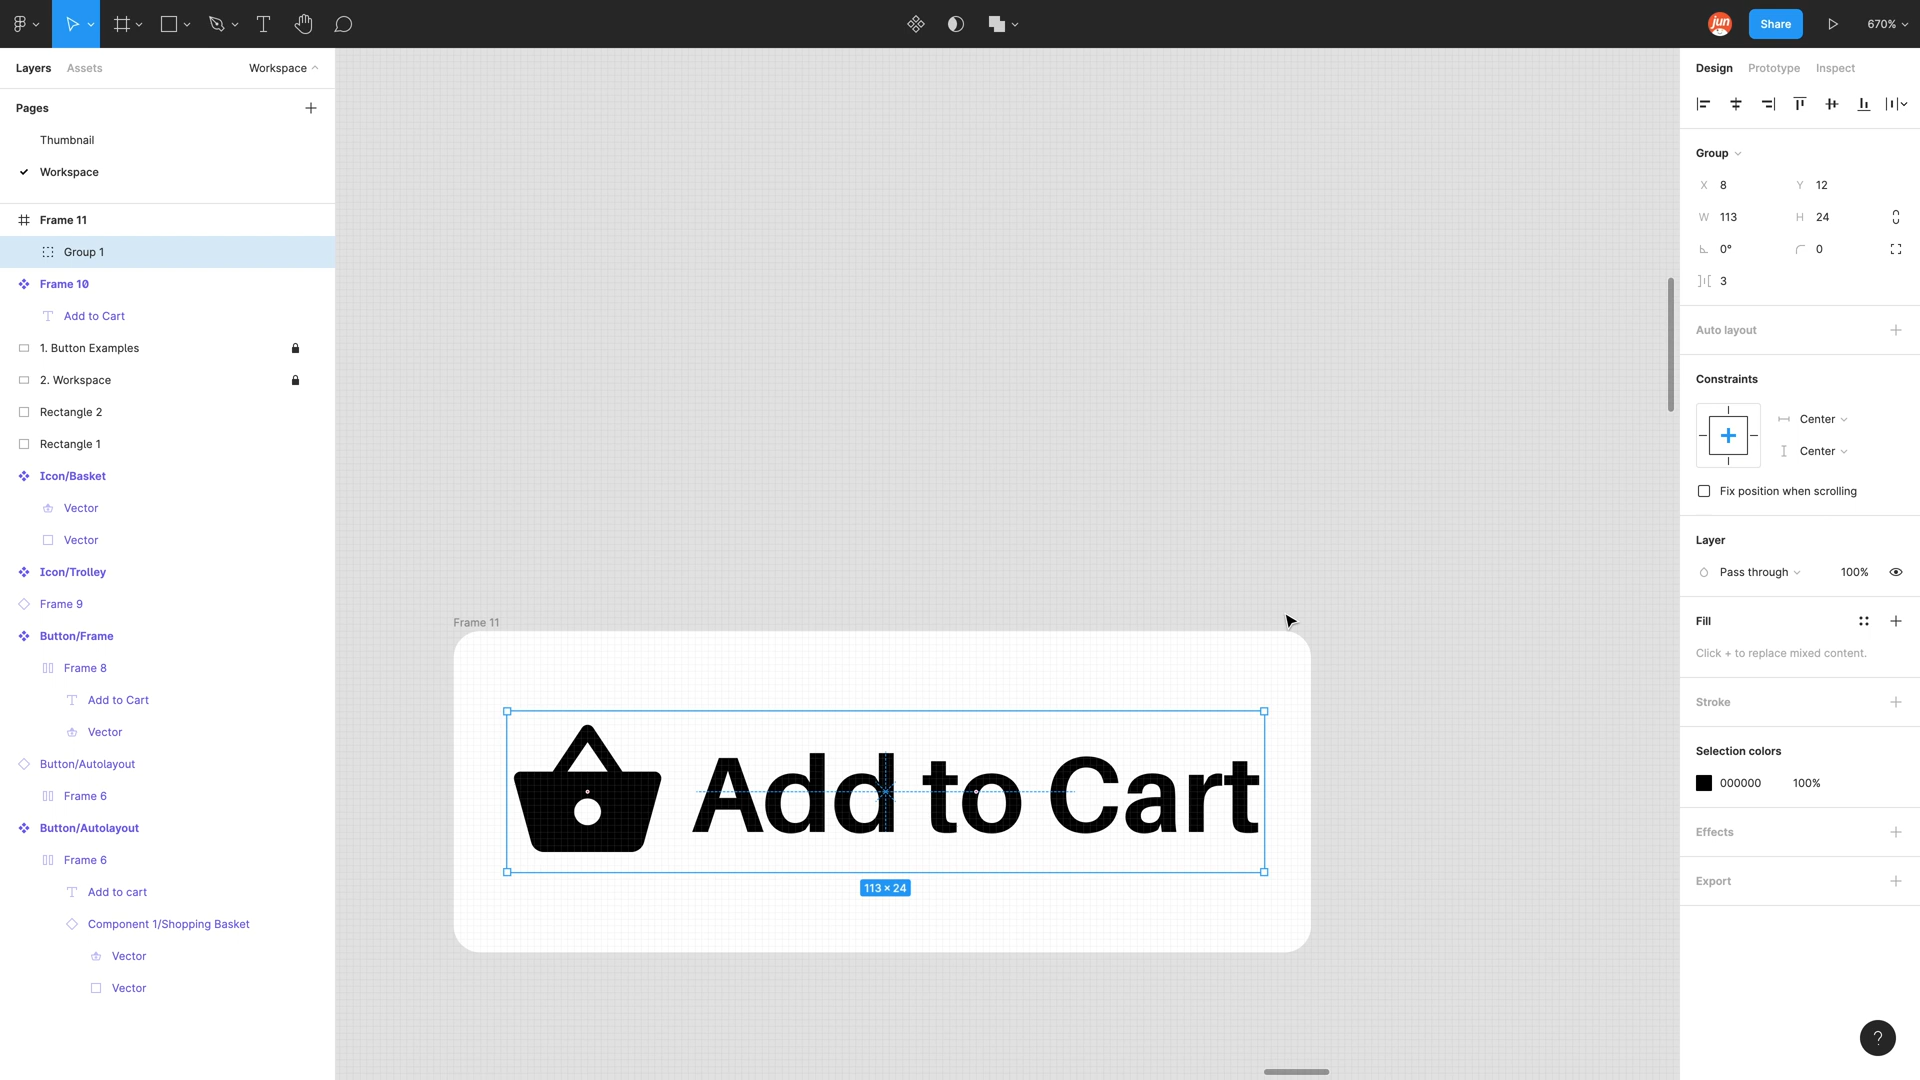 jun
Share
670%
Layers
Assets
Workspace
Pages
Thumbnail
Workspace
Frame 11
Group 1
Frame 10
Add to Cart
1. Button Examples
2. Workspace
Rectangle 2
Rectangle 1
Icon/Basket
Vector
Vector
Icon/Trolley
Frame 9
Button/Frame
Frame 8
Add to Cart
Vector
Button/Autolayout
Frame 6
Button/Autolayout
Frame 6
Add to cart
Component 1/Shopping Basket
Vector
Vector
Frame 11
Add to Cart
113 × 24
Design
Prototype
Inspect
Group
X 8
Y 12
W 113
H 24
0°
0
3
Auto layout
Constraints
Center
Center
Fix position when scrolling
Layer
Pass through
100%
Fill
Click + to replace mixed content.
Stroke
Selection colors
000000
100%
Effects
Export
?